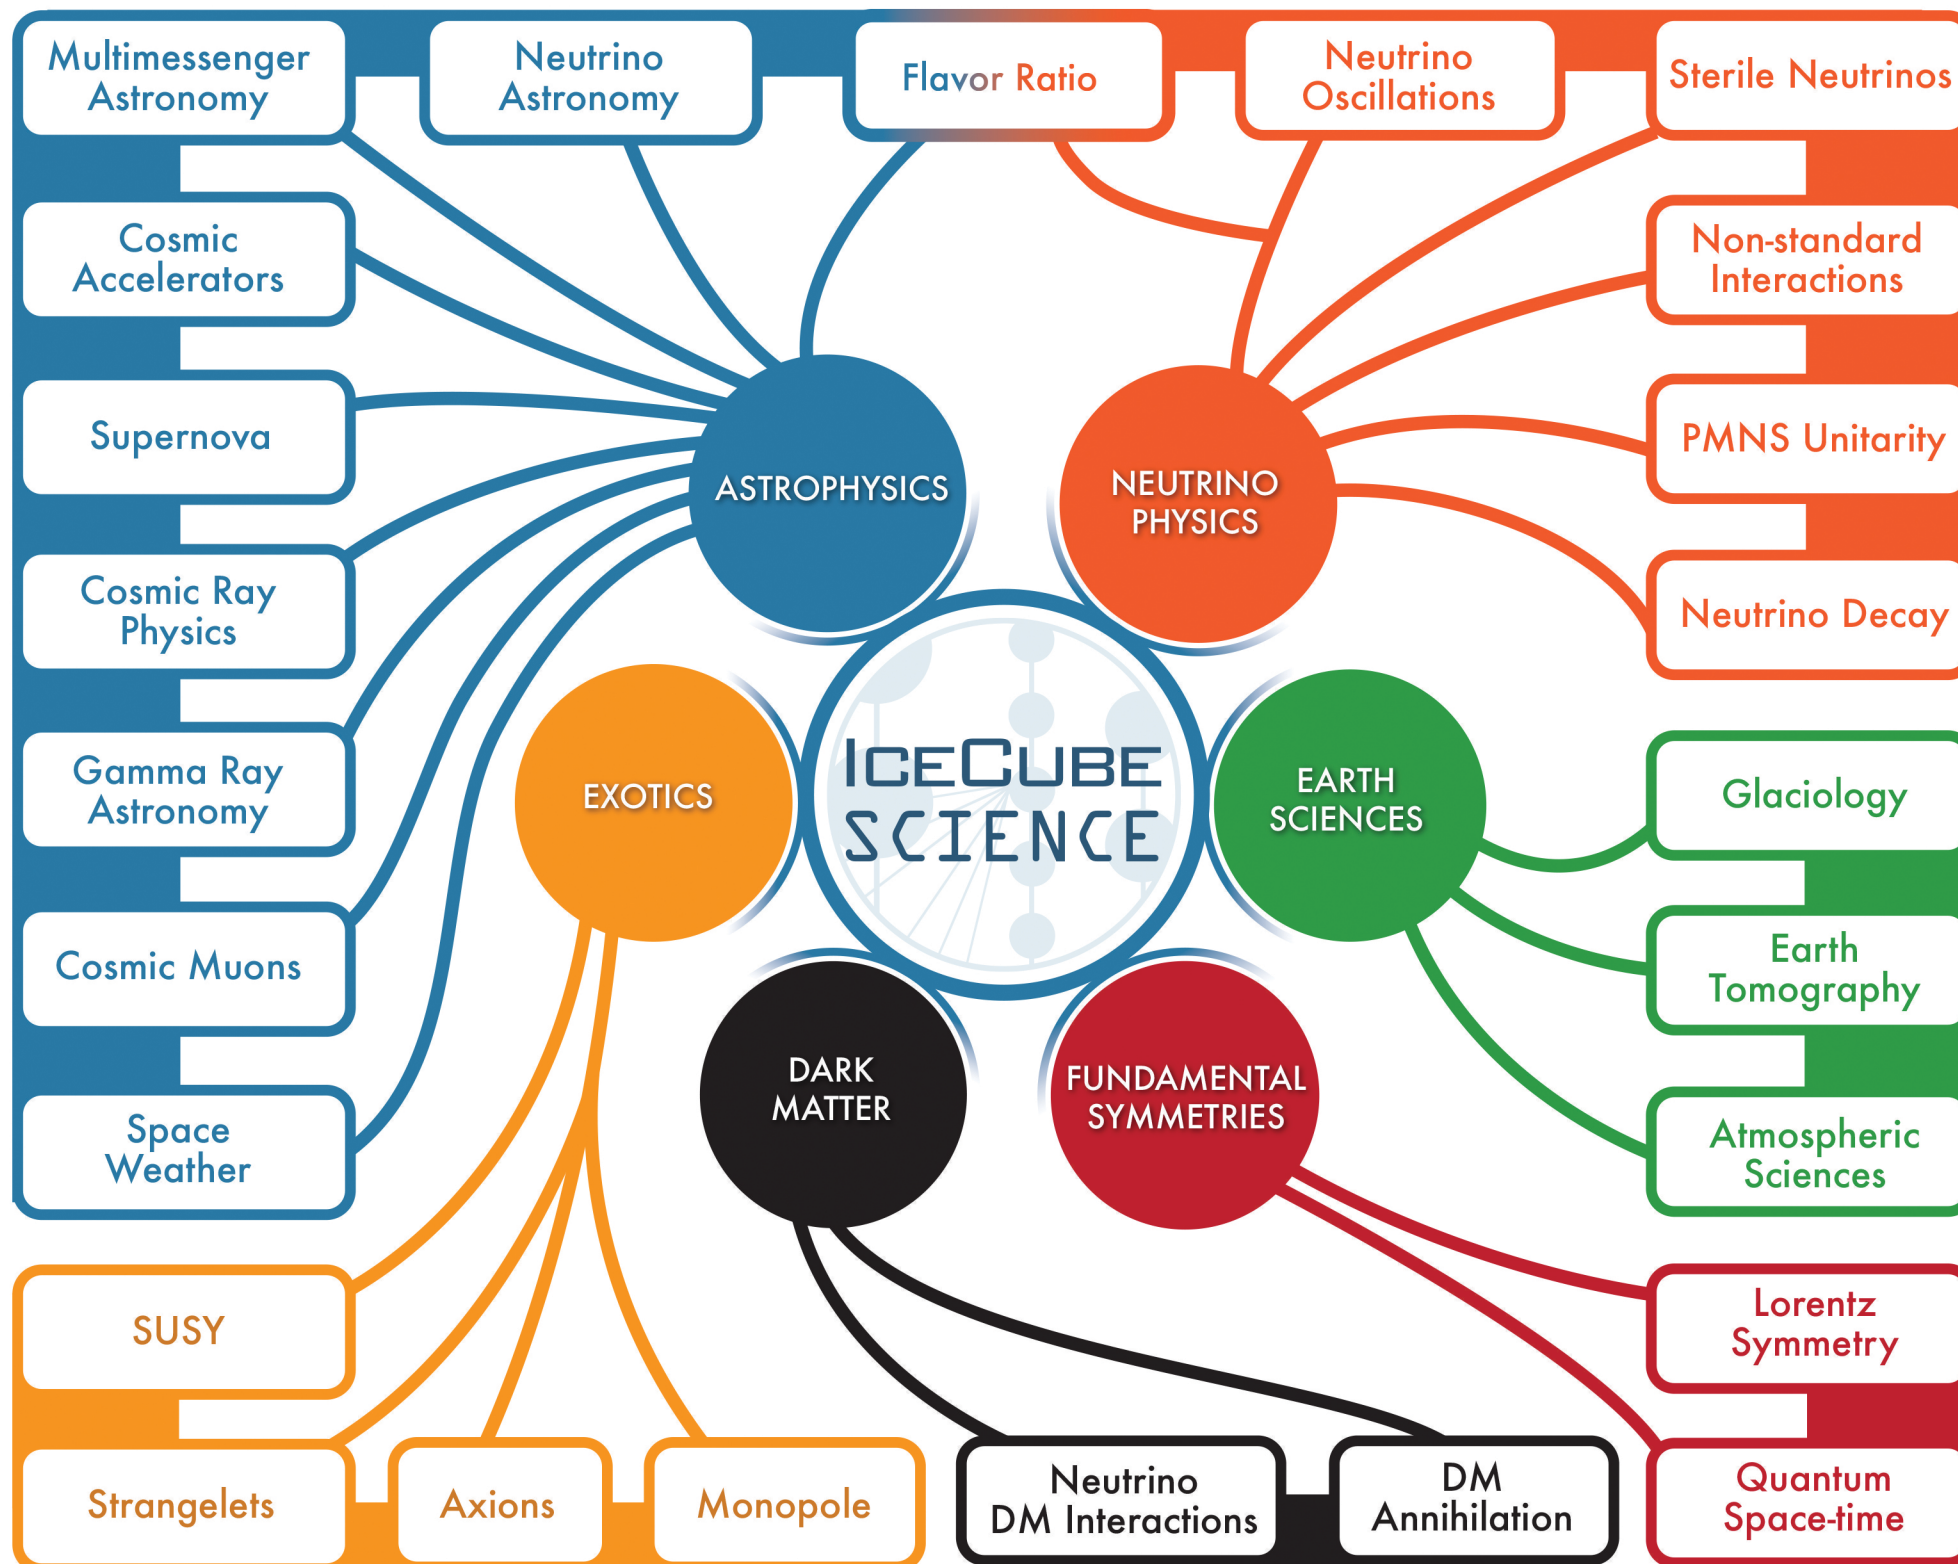 Multimessenger
Astronomy
Neutrino
Astronomy
Flavor Ratio
Neutrino
Oscillations
Sterile Neutrinos
Cosmic
Accelerators
Non-standard
Interactions
Supernova
PMNS Unitarity
ASTROPHYSICS
NEUTRINO
PHYSICS
Cosmic Ray
Physics
Neutrino Decay
Gamma Ray
Astronomy
EXOTICS
ICECUBE
SCIENCE
EARTH
SCIENCES
Glaciology
Cosmic Muons
Earth
Tomography
DARK
MATTER
FUNDAMENTAL
SYMMETRIES
Space
Weather
Atmospheric
Sciences
SUSY
Lorentz
Symmetry
Strangelets
Axions
Monopole
Neutrino
DM Interactions
DM
Annihilation
Quantum
Space-time